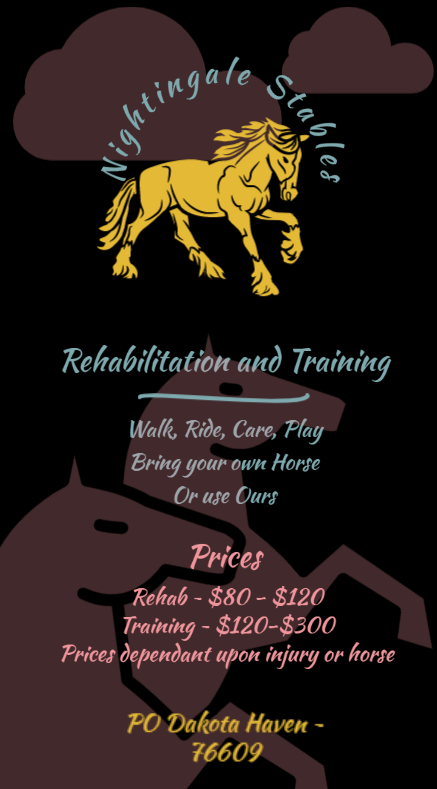 Nightingale Stables
Rehabilitation and Training
Walk, Ride, Care, Play
Bring your own Horse
Or use Ours
Prices
Rehab - $80 - $120
Training - $120-$300
Prices dependant upon injury or horse
PO Dakota Haven -
76609